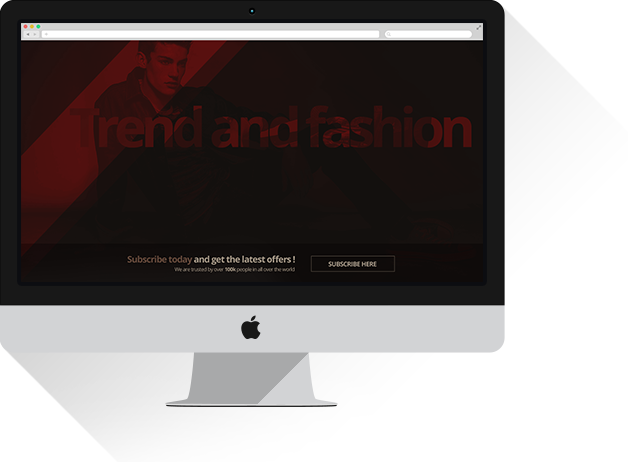 Trend and fashion
Subscribe today and get the latest offers !
We are trusted by over 100k people in all over the world
SUBSCRIBE HERE